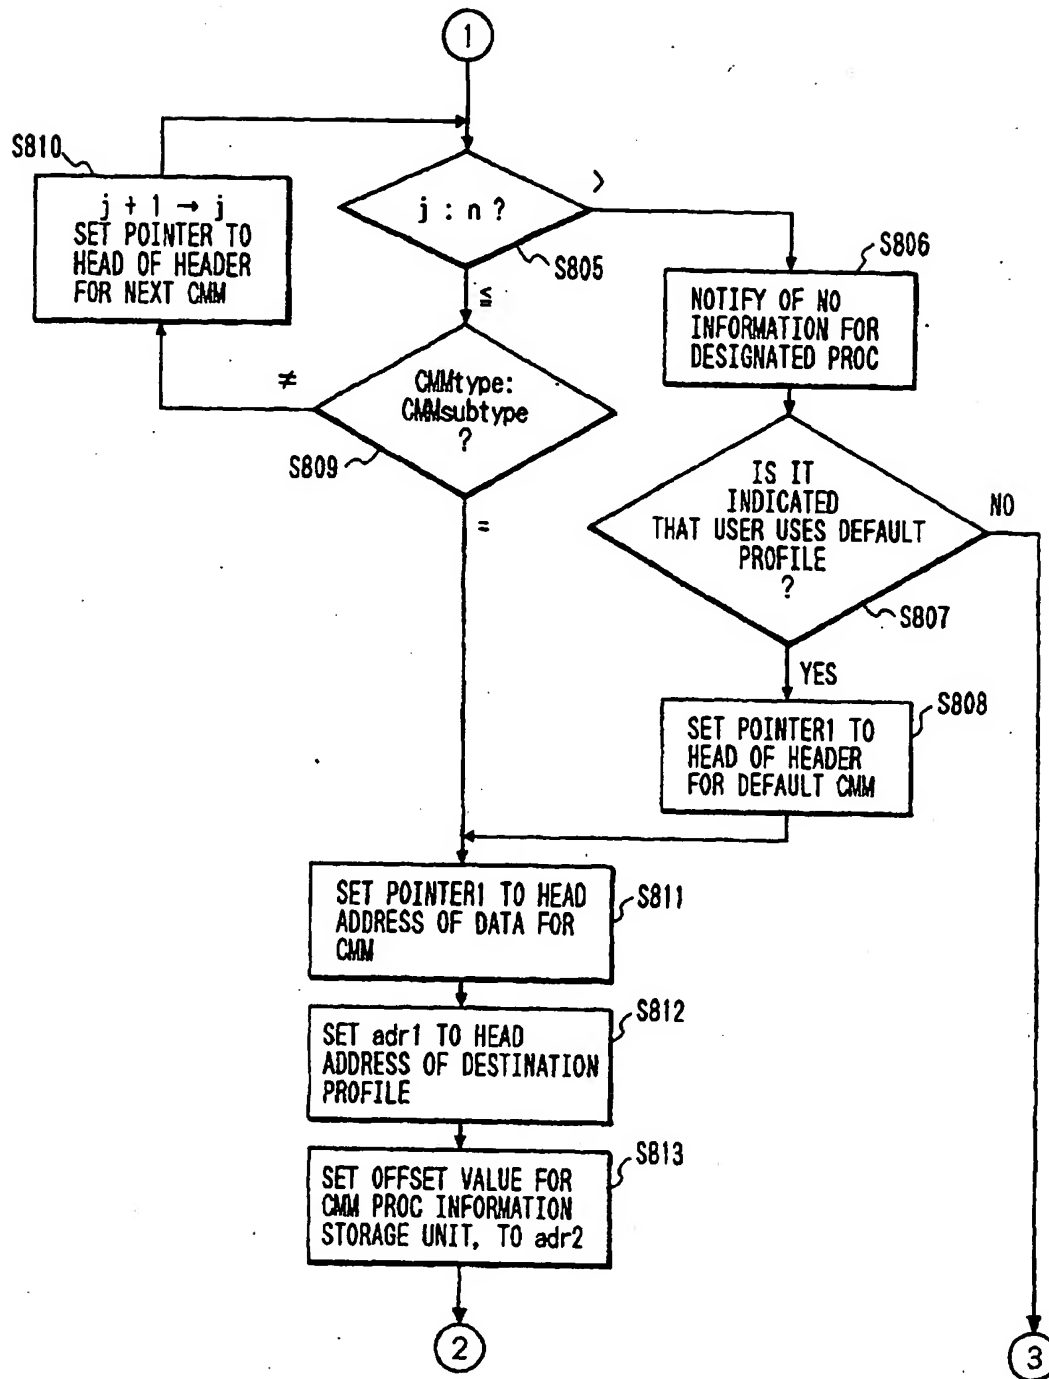 1
S810
j + 1 → j
SET POINTER TO
HEAD OF HEADER
FOR NEXT CMM
j : n ?
>
S805
≤
S806
NOTIFY OF NO
INFORMATION FOR
DESIGNATED PROC
≠
CMMtype:
CMMsubtype
?
S809
=
IS IT
INDICATED
THAT USER USES DEFAULT
PROFILE
?
NO
S807
YES
S808
SET POINTER1 TO
HEAD OF HEADER
FOR DEFAULT CMM
SET POINTER1 TO HEAD
ADDRESS OF DATA FOR
CMM
S811
SET adr1 TO HEAD
ADDRESS OF DESTINATION
PROFILE
S812
SET OFFSET VALUE FOR
CMM PROC INFORMATION
STORAGE UNIT, TO adr2
S813
2
3